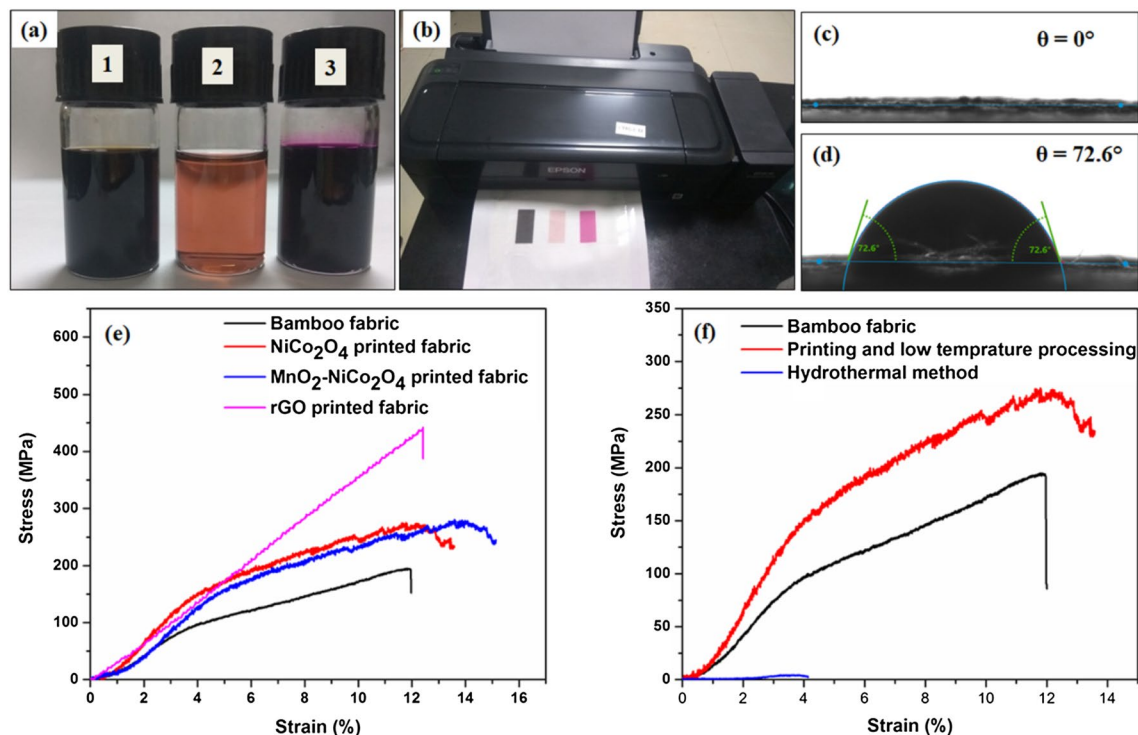 (a)
1
2
3
(b)
EPSON
(c)
θ = 0°
(d)
θ = 72.6°
72.6°
72.6°
(e)
Bamboo fabric
NiCo2O4 printed fabric
MnO2-NiCo2O4 printed fabric
rGO printed fabric
600
500
400
300
200
100
0
Stress (MPa)
0 2 4 6 8 10 12 14 16
Strain (%)
(f)
Bamboo fabric
Printing and low temprature processing
Hydrothermal method
350
300
250
200
150
100
50
0
Stress (MPa)
0 2 4 6 8 10 12 14
Strain (%)